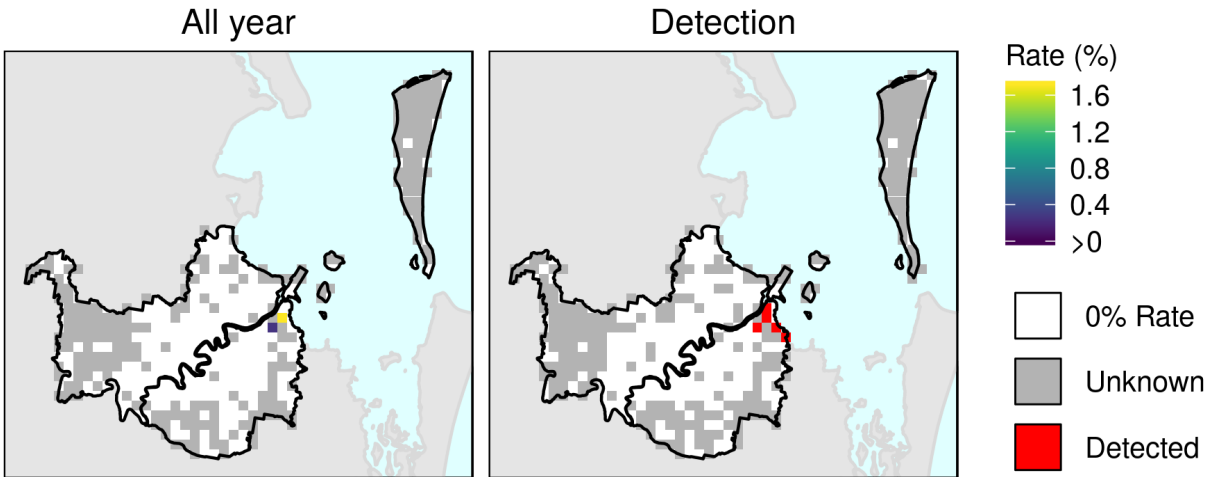 All year
Detection
Rate (%)
1.6
1.2
0.8
0.4
>0
0% Rate
Unknown
Detected